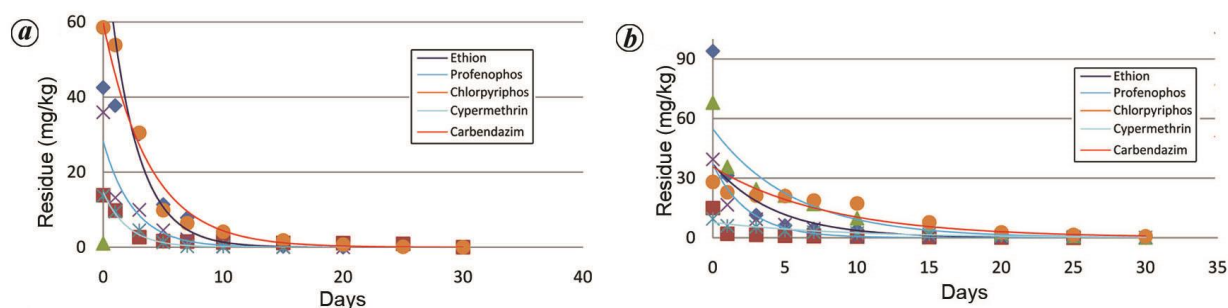 a
60
40
20
0
Residue (mg/kg)
Ethion
Profenophos
Chlorpyriphos
Cypermethrin
Carbendazim
0 10 20 30 40
Days
b
90
60
30
0
Residue (mg/kg)
Ethion
Profenophos
Chlorpyriphos
Cypermethrin
Carbendazim
0 5 10 15 20 25 30 35
Days